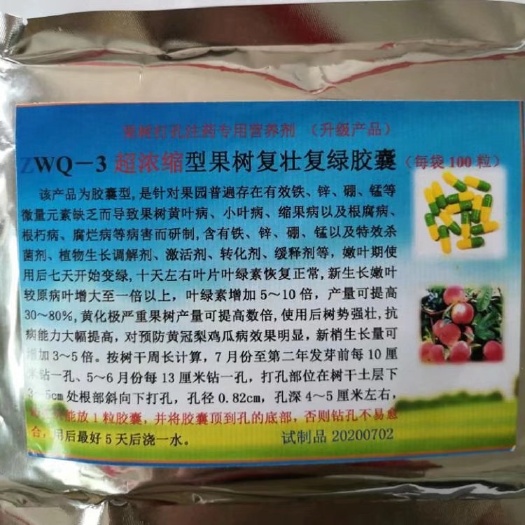 果树打孔注药专用营养剂 （升级产品）
ZWQ－3 超浓缩型果树复壮复绿胶囊（每袋100粒）
该产品为胶囊型,是针对果园普遍存在有效铁、锌、硼、锰等
微量元素缺乏而导致果树黄叶病、小叶病、缩果病以及根腐病、
根朽病、腐烂病等病害而研制,含有铁、锌、硼、锰以及特效杀
菌剂、植物生长调解剂、激活剂、转化剂、缓释剂等，嫩叶期使
用后七天开始变绿,十天左右叶片叶绿素恢复正常,新生长嫩叶
较原病叶增大至一倍以上，叶绿素增加5～10倍，产量可提高
30～80%,黄化极严重果树产量可提高数倍,使用后树势强壮,抗
病能力大幅提高，对预防黄冠梨鸡瓜病效果明显，新梢生长量可
增加3～5倍。按树干周长计算，7月份至第二年发芽前每10厘
米钻一孔、5～6月份每13厘米钻一孔，打孔部位在树干土层下
3～5cm处根部斜向下打孔，孔径0.82cm，孔深4～5厘米左右，
能放1粒胶囊，并将胶囊顶到孔的底部，否则钻孔不易愈
合，用后最好5天后浇一水。
试制品 20200702